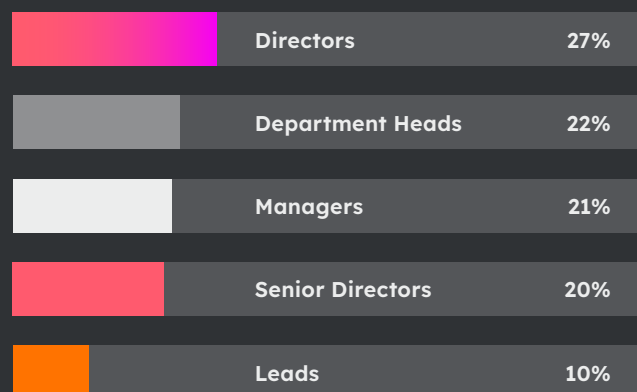 Directors 27%
Department Heads 22%
Managers 21%
Senior Directors 20%
Leads 10%